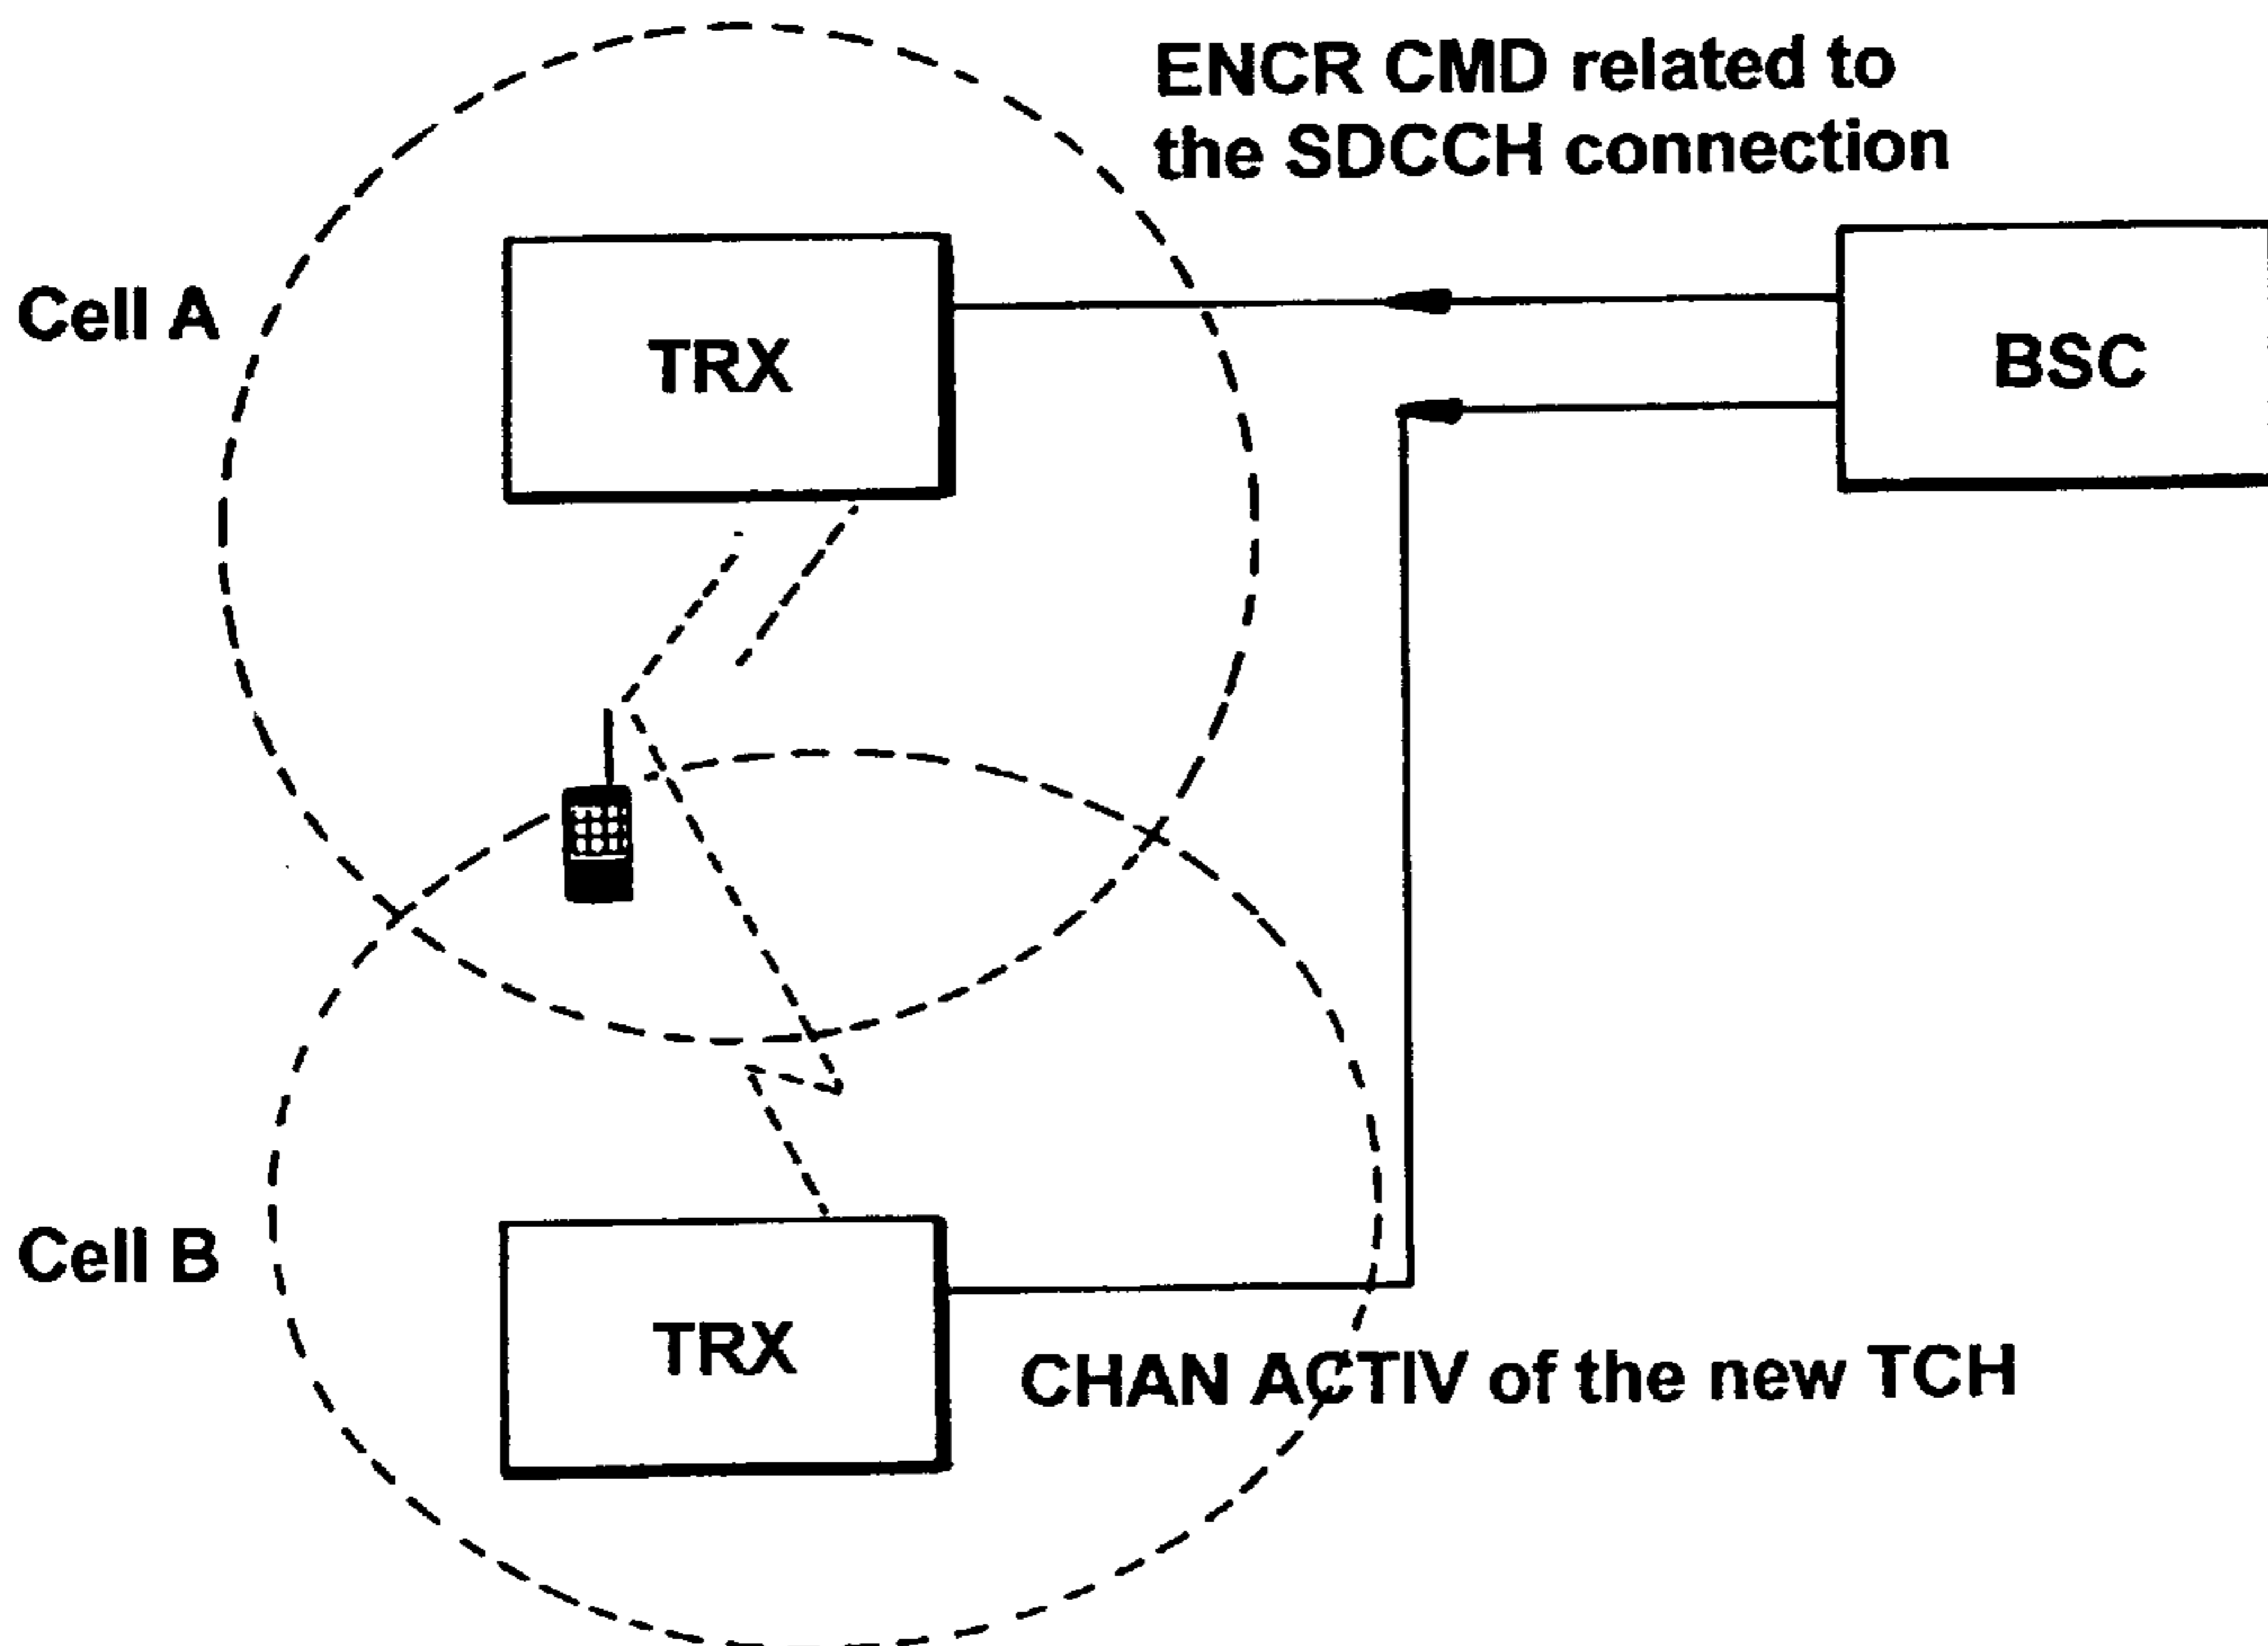 ENCR CMD related to
the SDCCH connection
Cell A
TRX
BSC
Cell B
TRX
CHAN ACTIV of the new TCH